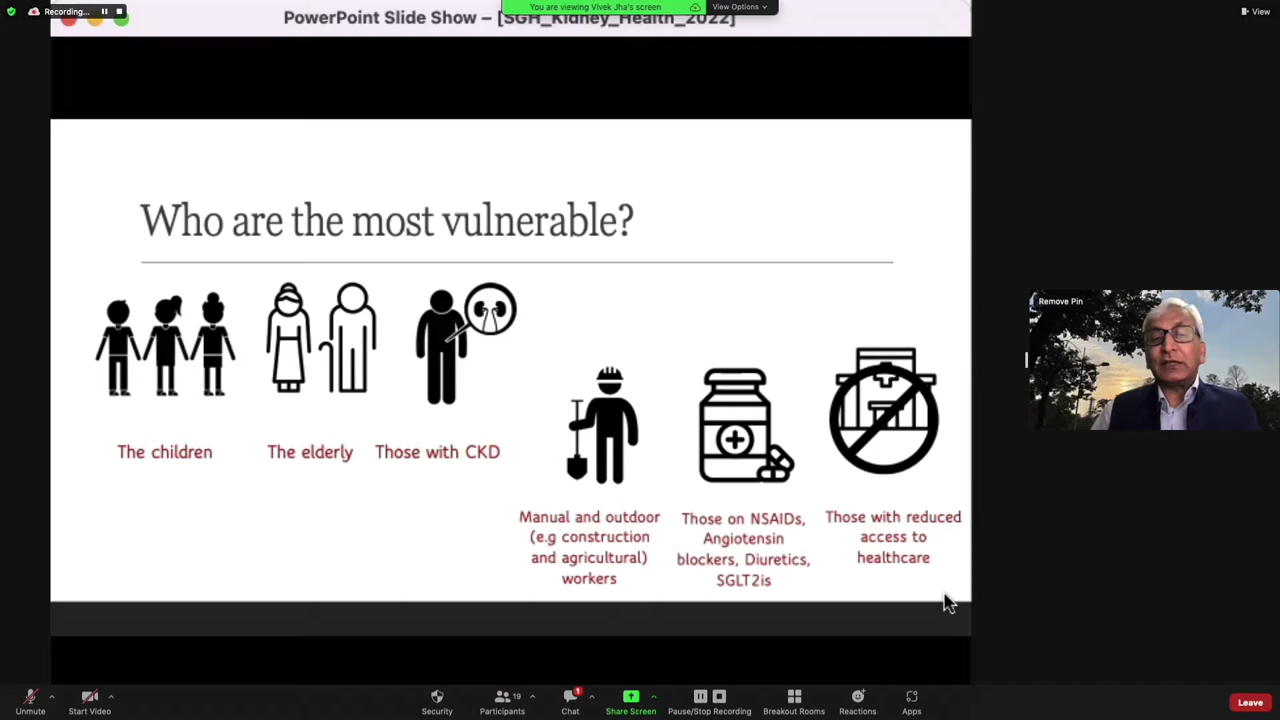 Recording...
You are viewing Vivek Jha's screen
View Options
View
PowerPoint Slide Show – [SGH_Kidney_Health_2022]
Who are the most vulnerable?
The children
The elderly
Those with CKD
Manual and outdoor
(e.g construction
and agricultural)
workers
Those on NSAIDs,
Angiotensin
blockers, Diuretics,
SGLT2is
Those with reduced
access to
healthcare
Remove Pin
Unmute
Start Video
Security
Participants
19
Chat
1
Share Screen
Pause/Stop Recording
Breakout Rooms
Reactions
Apps
Leave